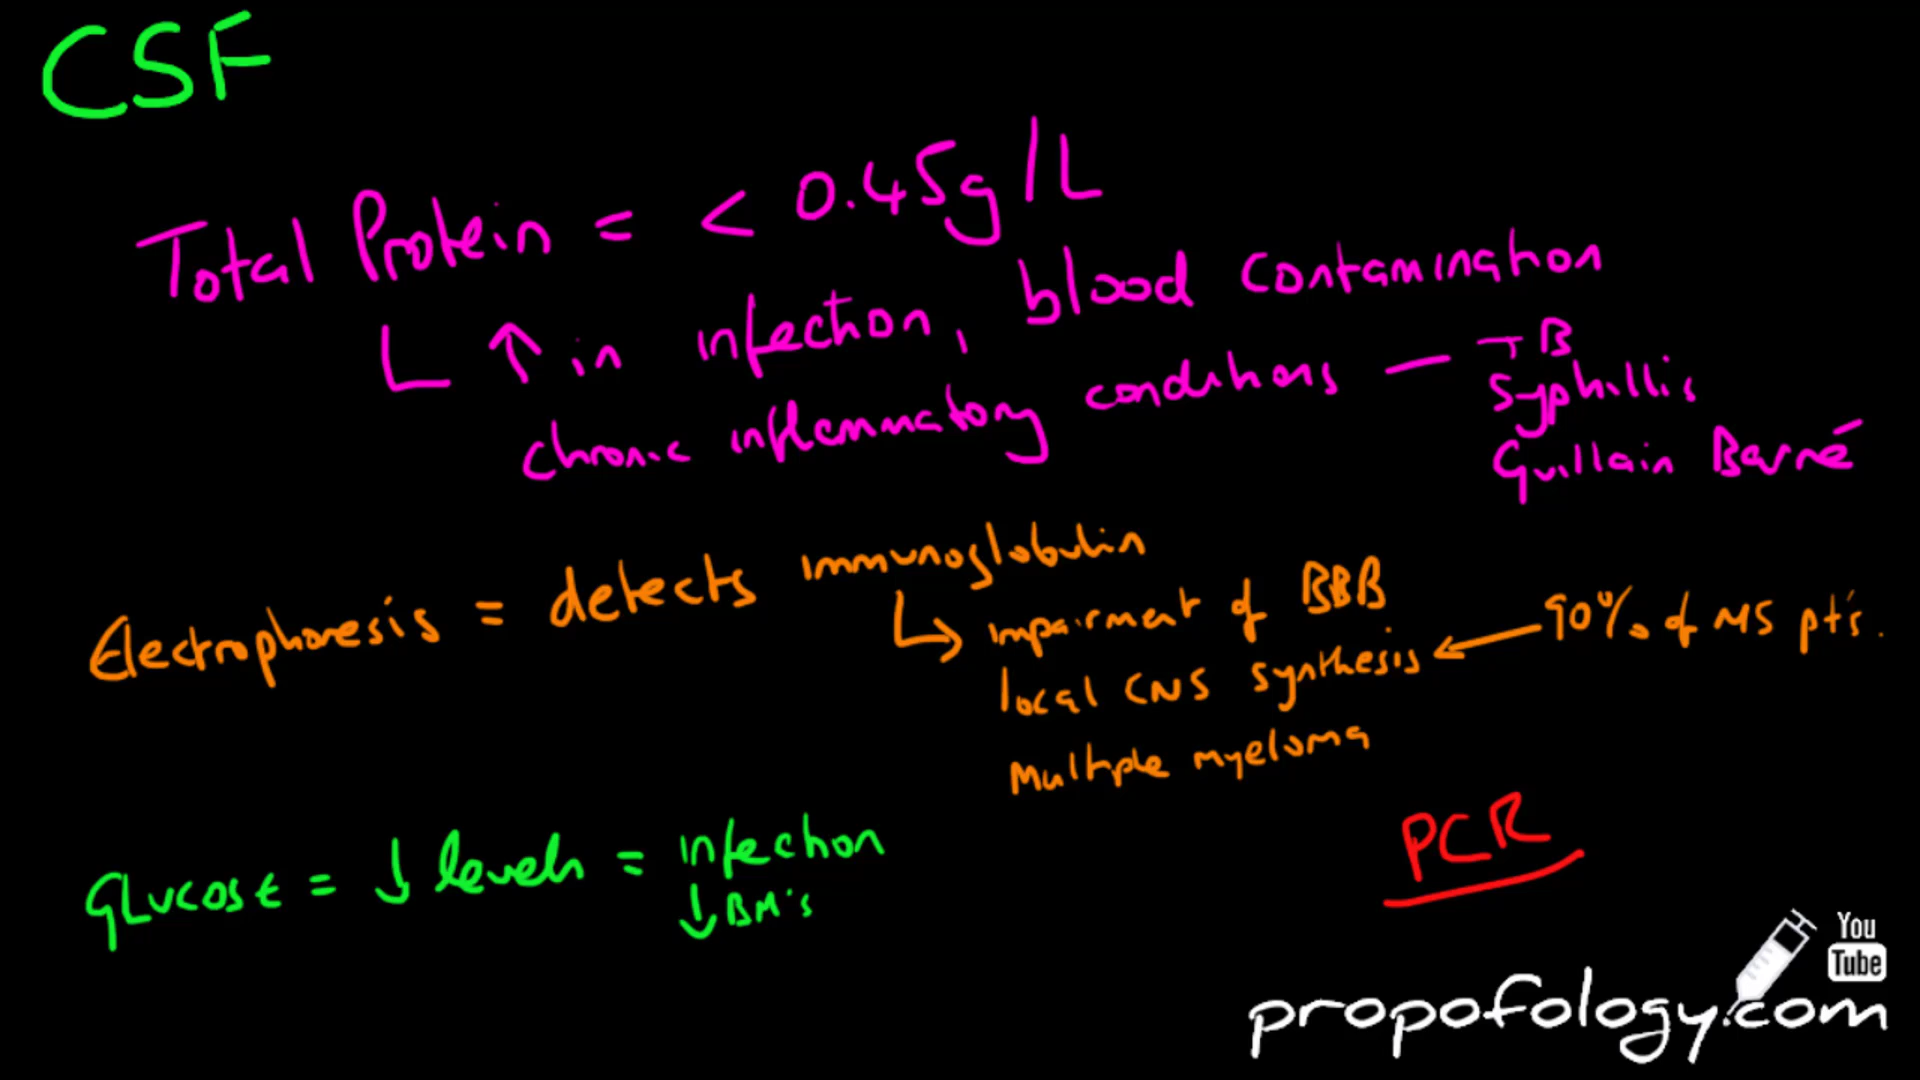 CSF
Total Protein = < 0.45g/L
↑ in infection, blood contamination
chronic inflammatory conditions — TB
Syphillis
Guillain Barré
Electrophoresis = detects immunoglobulin
impairment of BBB
local CNS synthesis ← 90% of MS pt's.
Multiple myeloma
Glucose = ↓ levels = infection
↓ BM's
PCR
You
Tube
propofology.com